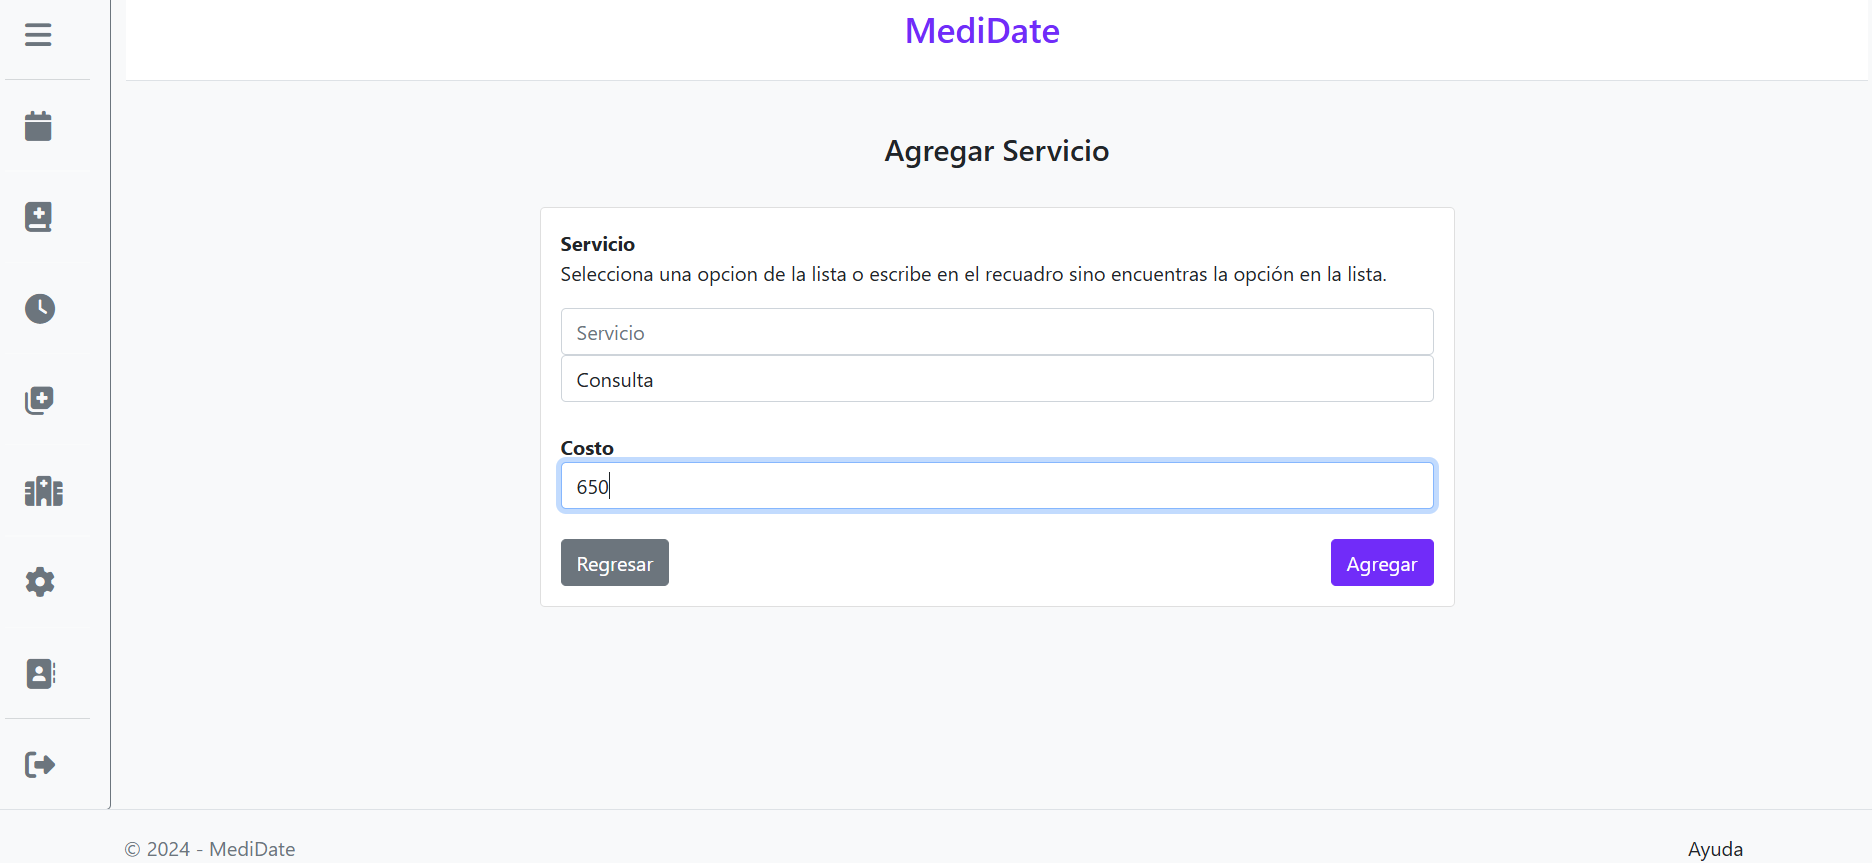 MediDate
Agregar Servicio
Servicio
Selecciona una opcion de la lista o escribe en el recuadro sino encuentras la opción en la lista.
Servicio
Consulta
Costo
650
Regresar
Agregar
© 2024 - MediDate
Ayuda